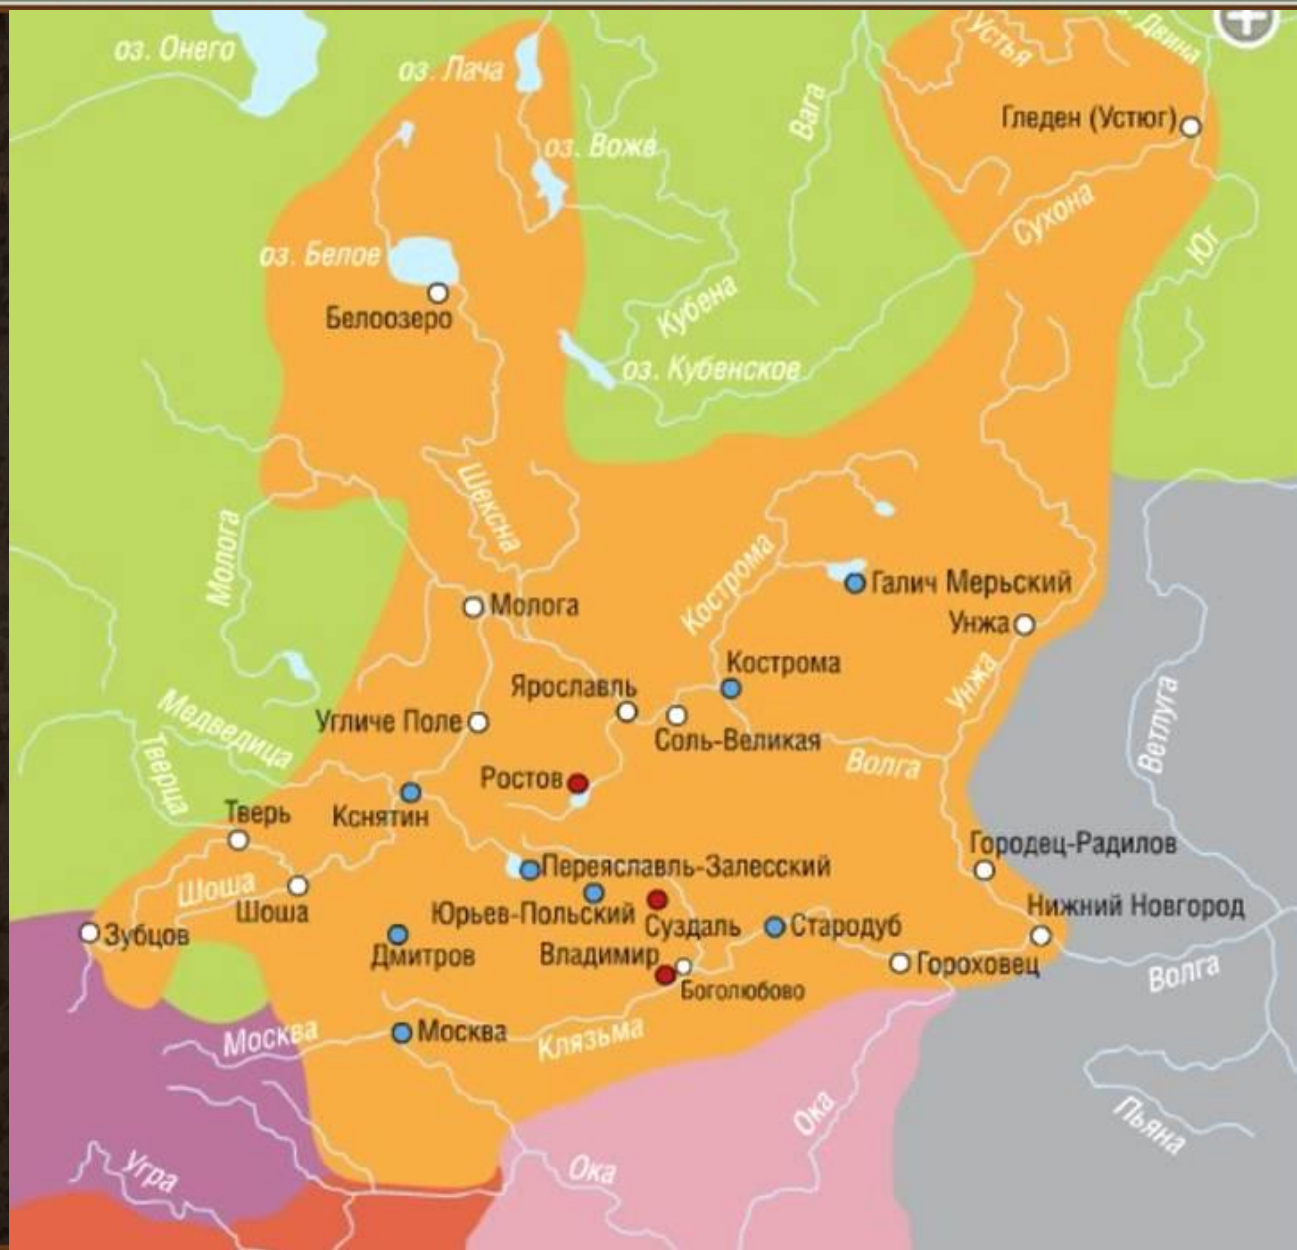 оз. Онего
оз. Лача
Устья
Двина
Вага
Гледен (Устюг)
оз. Воже
Сухона
Юг
оз. Белое
Белоозеро
Кубена
оз. Кубенское
Шексна
Молога
Кострома
Галич Мерьский
Молога
Унжа
Кострома
Унжа
Ярославль
Ветлуга
Медведица
Угличе Поле
Соль-Великая
Тверца
Волга
Ростов
Тверь
Кснятин
Городец-Радилов
Переяславль-Залесский
Шоша
Шоша
Юрьев-Польский
Суздаль
Стародуб
Нижний Новгород
Зубцов
Дмитров
Владимир
Гороховец
Волга
Боголюбово
Москва
Москва
Клязьма
Ока
Пьяна
Угра
Ока